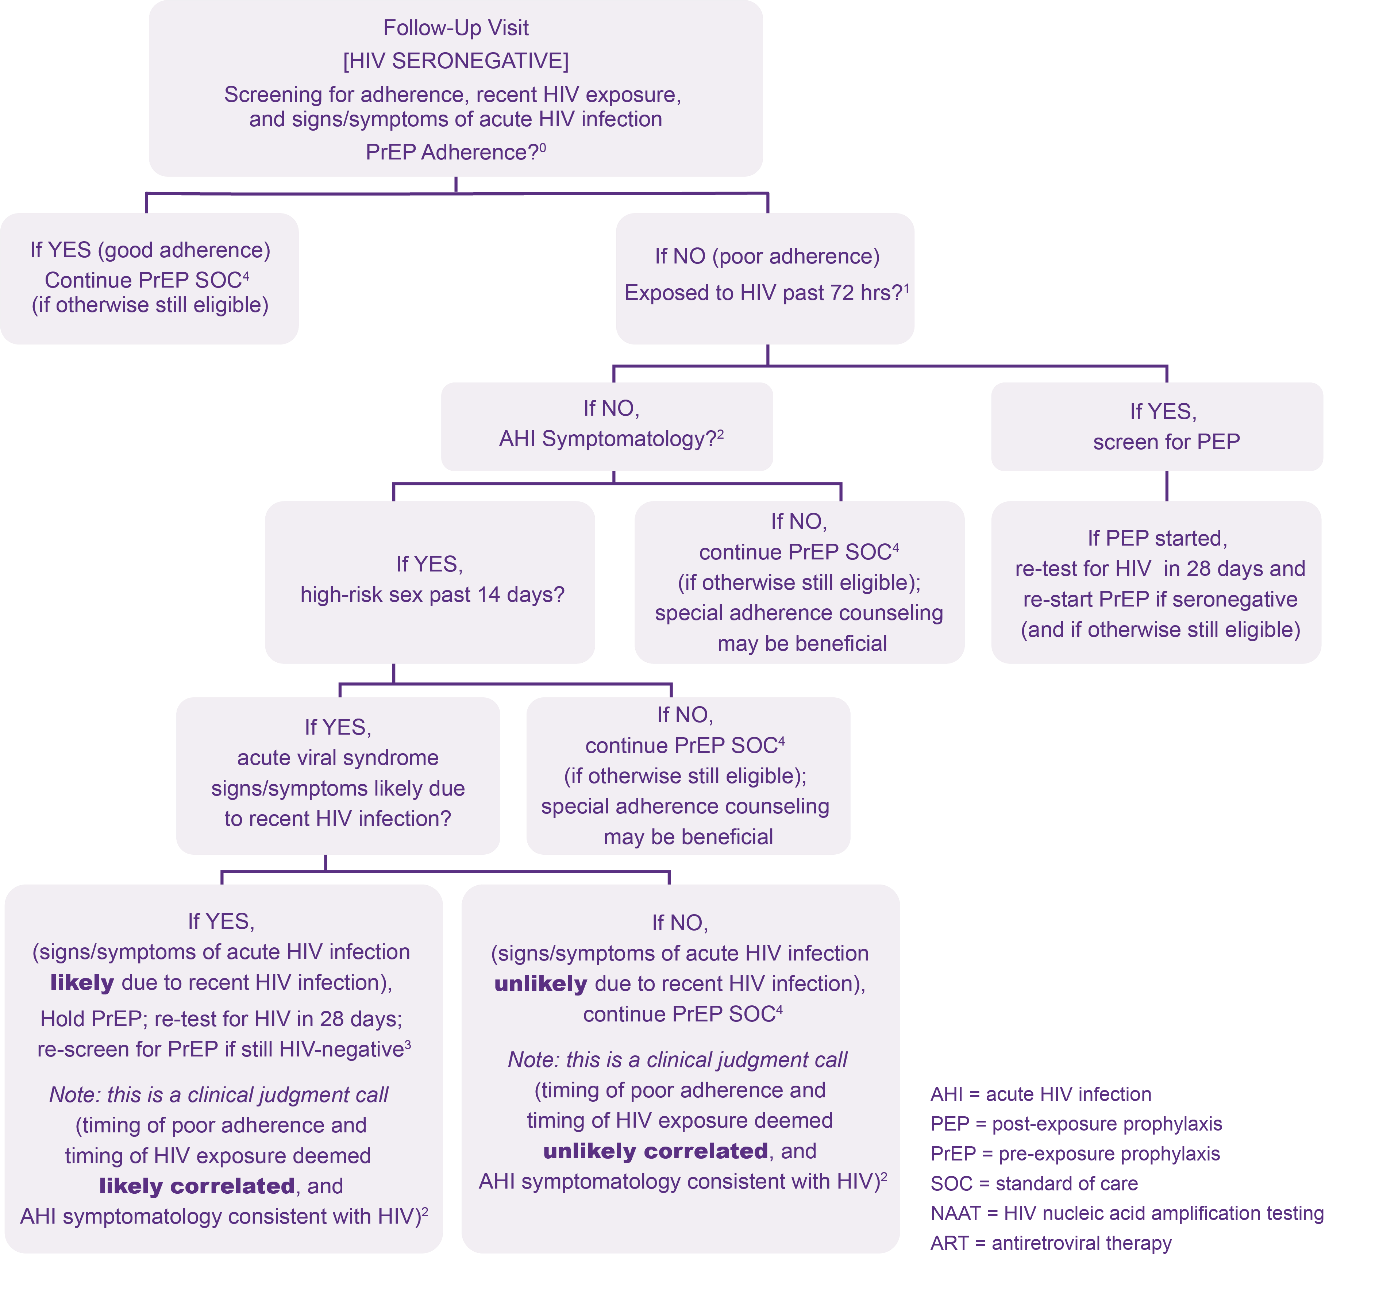 Follow-Up Visit
[HIV SERONEGATIVE]
Screening for adherence, recent HIV exposure,
and signs/symptoms of acute HIV infection
PrEP Adherence?⁰
If YES (good adherence)
Continue PrEP SOC⁴
(if otherwise still eligible)
If NO (poor adherence)
Exposed to HIV past 72 hrs?¹
If NO,
AHI Symptomatology?²
If YES,
screen for PEP
If YES,
high-risk sex past 14 days?
If NO,
continue PrEP SOC⁴
(if otherwise still eligible);
special adherence counseling
may be beneficial
If PEP started,
re-test for HIV in 28 days and
re-start PrEP if seronegative
(and if otherwise still eligible)
If YES,
acute viral syndrome
signs/symptoms likely due
to recent HIV infection?
If NO,
continue PrEP SOC⁴
(if otherwise still eligible);
special adherence counseling
may be beneficial
If YES,
(signs/symptoms of acute HIV infection
likely due to recent HIV infection),
Hold PrEP; re-test for HIV in 28 days;
re-screen for PrEP if still HIV-negative³
Note: this is a clinical judgment call
(timing of poor adherence and
timing of HIV exposure deemed
likely correlated, and
AHI symptomatology consistent with HIV)²
If NO,
(signs/symptoms of acute HIV infection
unlikely due to recent HIV infection),
continue PrEP SOC⁴
Note: this is a clinical judgment call
(timing of poor adherence and
timing of HIV exposure deemed
unlikely correlated, and
AHI symptomatology consistent with HIV)²
AHI = acute HIV infection
PEP = post-exposure prophylaxis
PrEP = pre-exposure prophylaxis
SOC = standard of care
NAAT = HIV nucleic acid amplification testing
ART = antiretroviral therapy